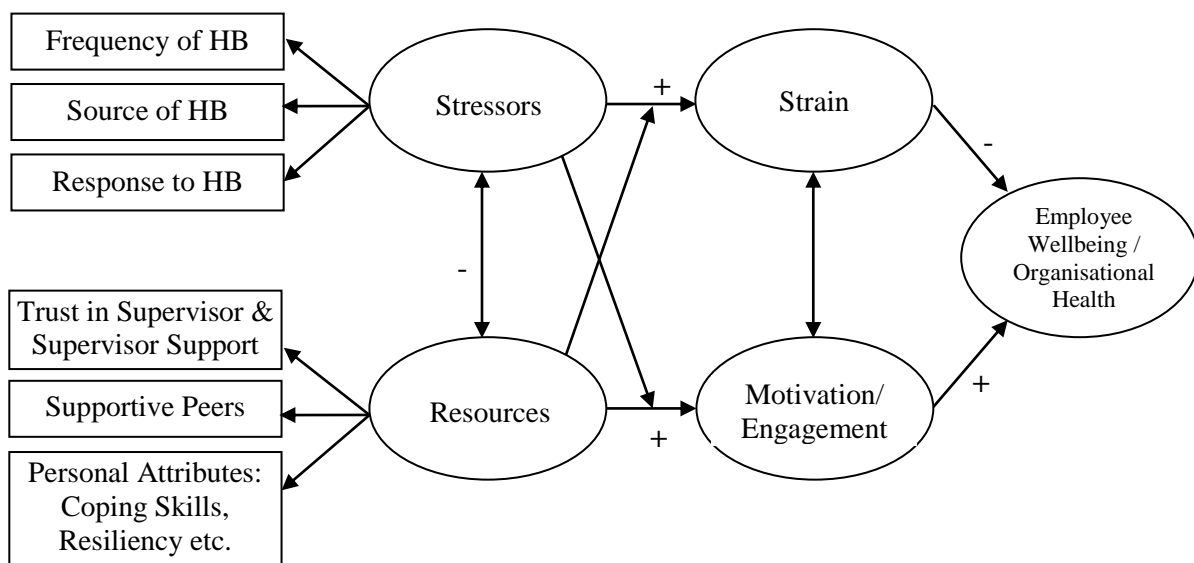 Frequency of HB
Source of HB
Response to HB
Stressors
+
Strain
-
-
Employee
Wellbeing /
Organisational
Health
Trust in Supervisor &
Supervisor Support
Supportive Peers
Personal Attributes:
Coping Skills,
Resiliency etc.
Resources
+
Motivation/
Engagement
+